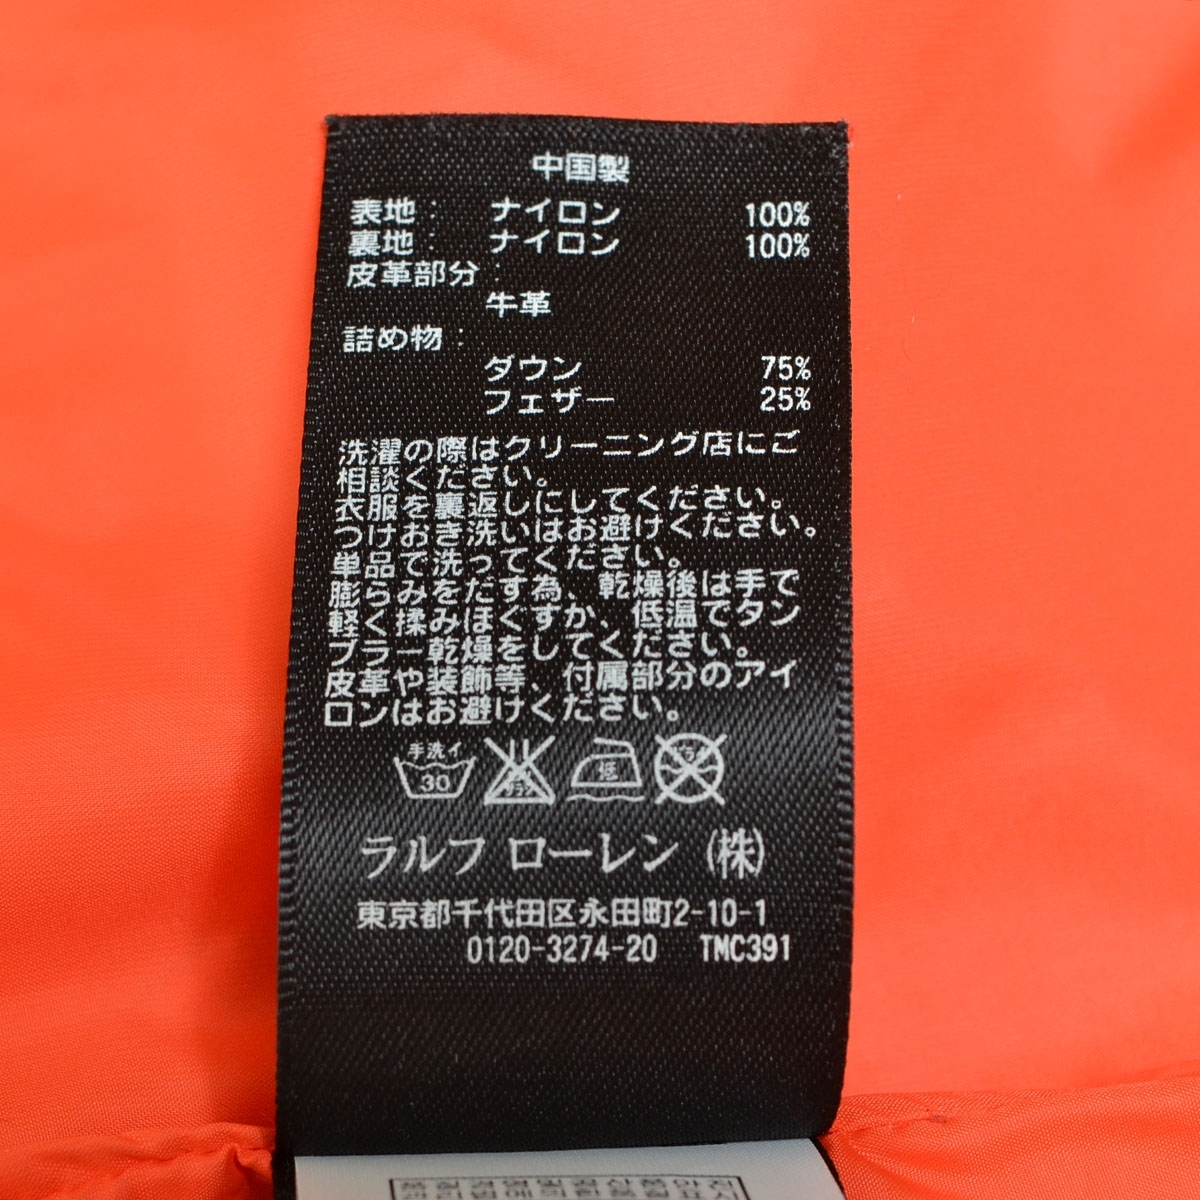 中国製
表地： ナイロン 100%
裏地： ナイロン 100%
皮革部分：
牛革
詰め物：
ダウン 75%
フェザー 25%
洗濯の際はクリーニング店にご
相談ください。
衣服を裏返しにしてください。
つけおき洗いはお避けください。
単品で洗ってください。
膨らみをだす為、乾燥後は手で
軽く揉みほぐすか、低温でタン
ブラー乾燥をしてください。
皮革や装飾等、付属部分のアイ
ロンはお避けください。
手洗イ
30
低
ラルフ ローレン (株)
東京都千代田区永田町2-10-1
0120-3274-20 TMC391